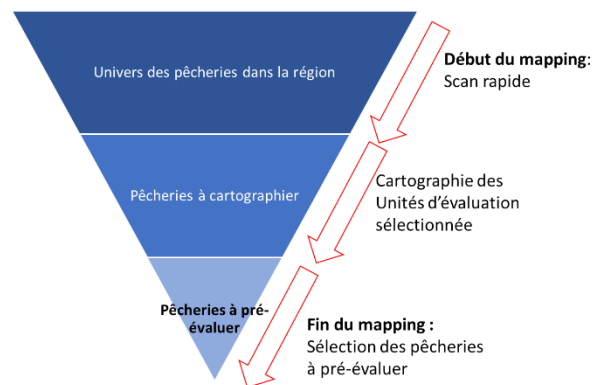 Univers des pêcheries dans la région
Début du mapping:
Scan rapide
Pêcheries à cartographier
Cartographie des
Unités d'évaluation
sélectionnée
Pêcheries à pré-
évaluer
Fin du mapping :
Sélection des pêcheries
à pré-évaluer